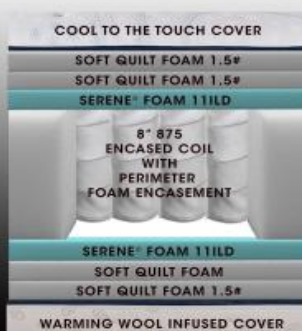 COOL TO THE TOUCH COVER
SOFT QUILT FOAM 1.5#
SOFT QUILT FOAM 1.5#
SERENE® FOAM 11ILD
8" 875
ENCASED COIL
WITH
PERIMETER
FOAM ENCASEMENT
SERENE® FOAM 11ILD
SOFT QUILT FOAM
SOFT QUILT FOAM 1.5#
WARMING WOOL INFUSED COVER